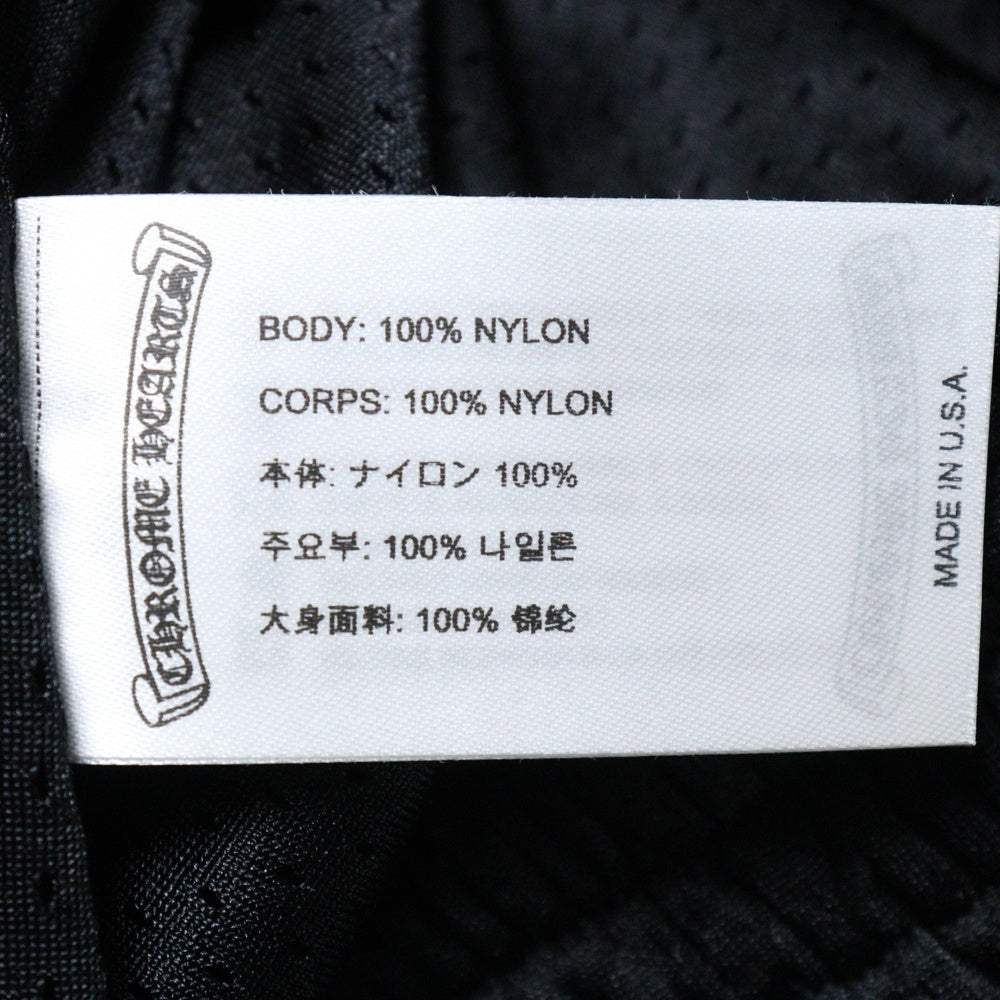 CHROME HEARTS
BODY: 100% NYLON
CORPS: 100% NYLON
本体: ナイロン 100%
주요부: 100% 나일론
大身面料: 100% 锦纶
MADE IN U.S.A.